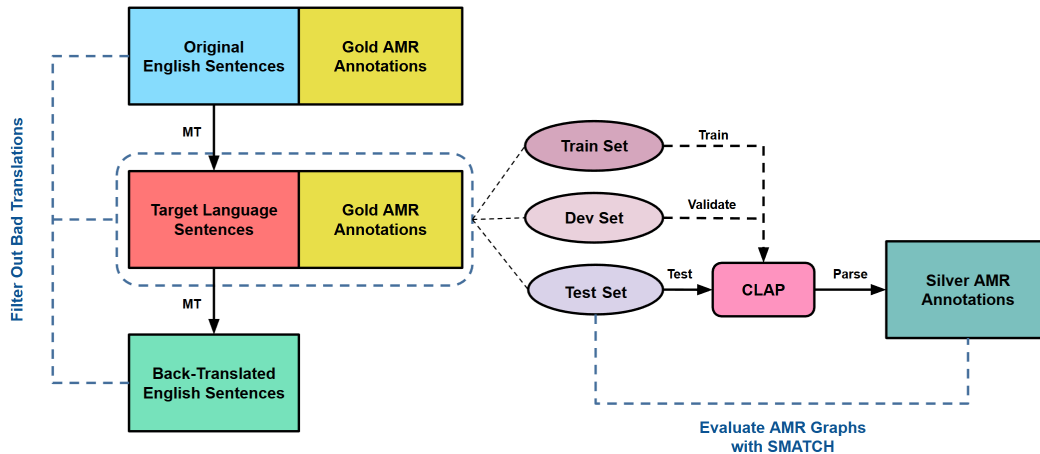 Original
English Sentences
Gold AMR
Annotations
MT
Filter Out Bad Translations
Target Language
Sentences
Gold AMR
Annotations
MT
Back-Translated
English Sentences
Train Set
Train
Dev Set
Validate
Test Set
Test
CLAP
Parse
Silver AMR
Annotations
Evaluate AMR Graphs
with SMATCH